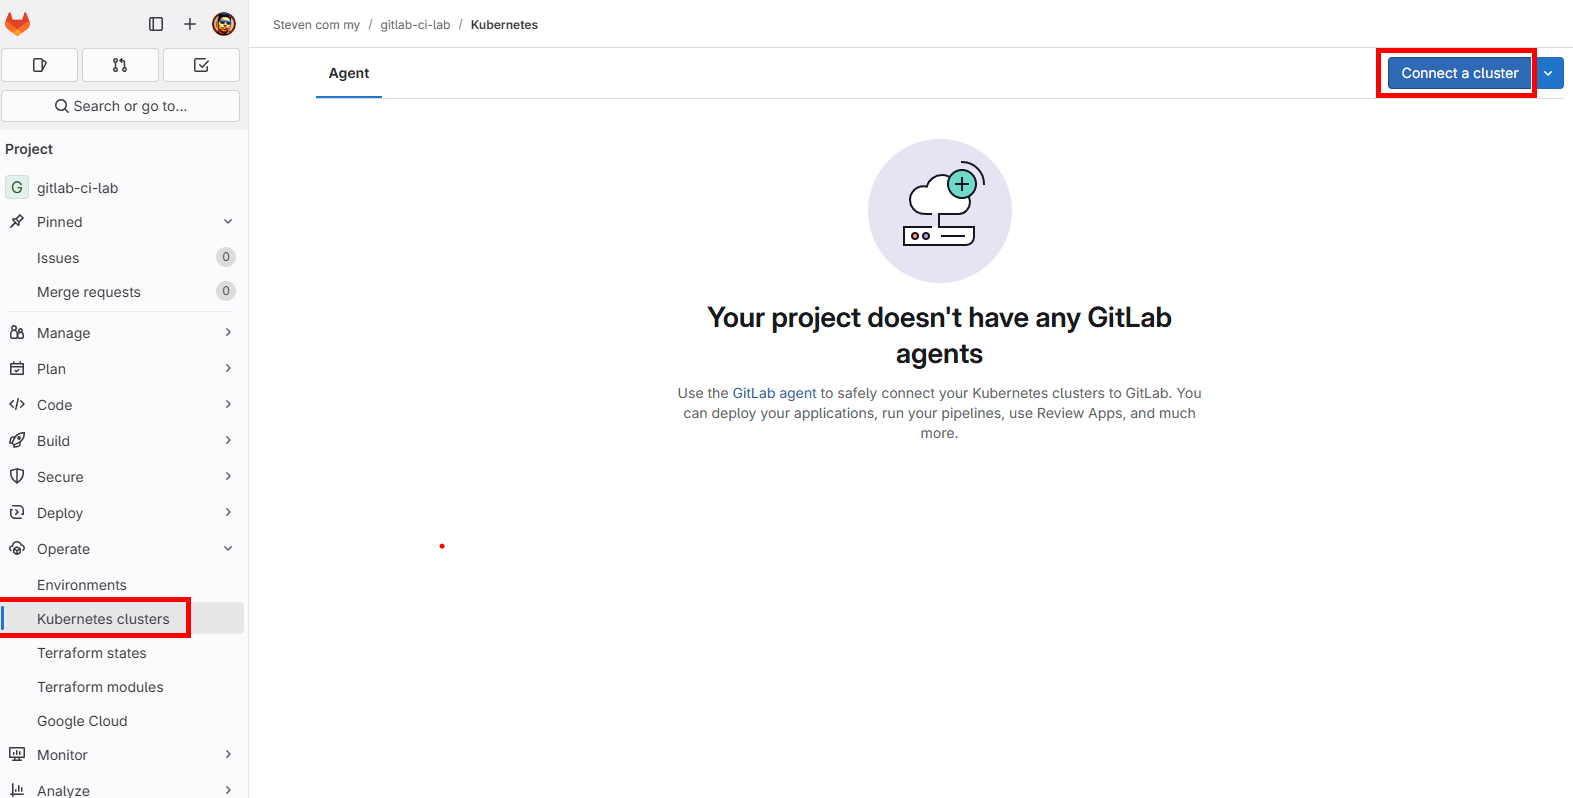 Steven com my / gitlab-ci-lab / Kubernetes
Search or go to...
Project
G gitlab-ci-lab
Pinned
Issues 0
Merge requests 0
Manage
Plan
Code
Build
Secure
Deploy
Operate
Environments
Kubernetes clusters
Terraform states
Terraform modules
Google Cloud
Monitor
Analyze
Agent
Connect a cluster
Your project doesn't have any GitLab
agents
Use the GitLab agent to safely connect your Kubernetes clusters to GitLab. You
can deploy your applications, run your pipelines, use Review Apps, and much
more.